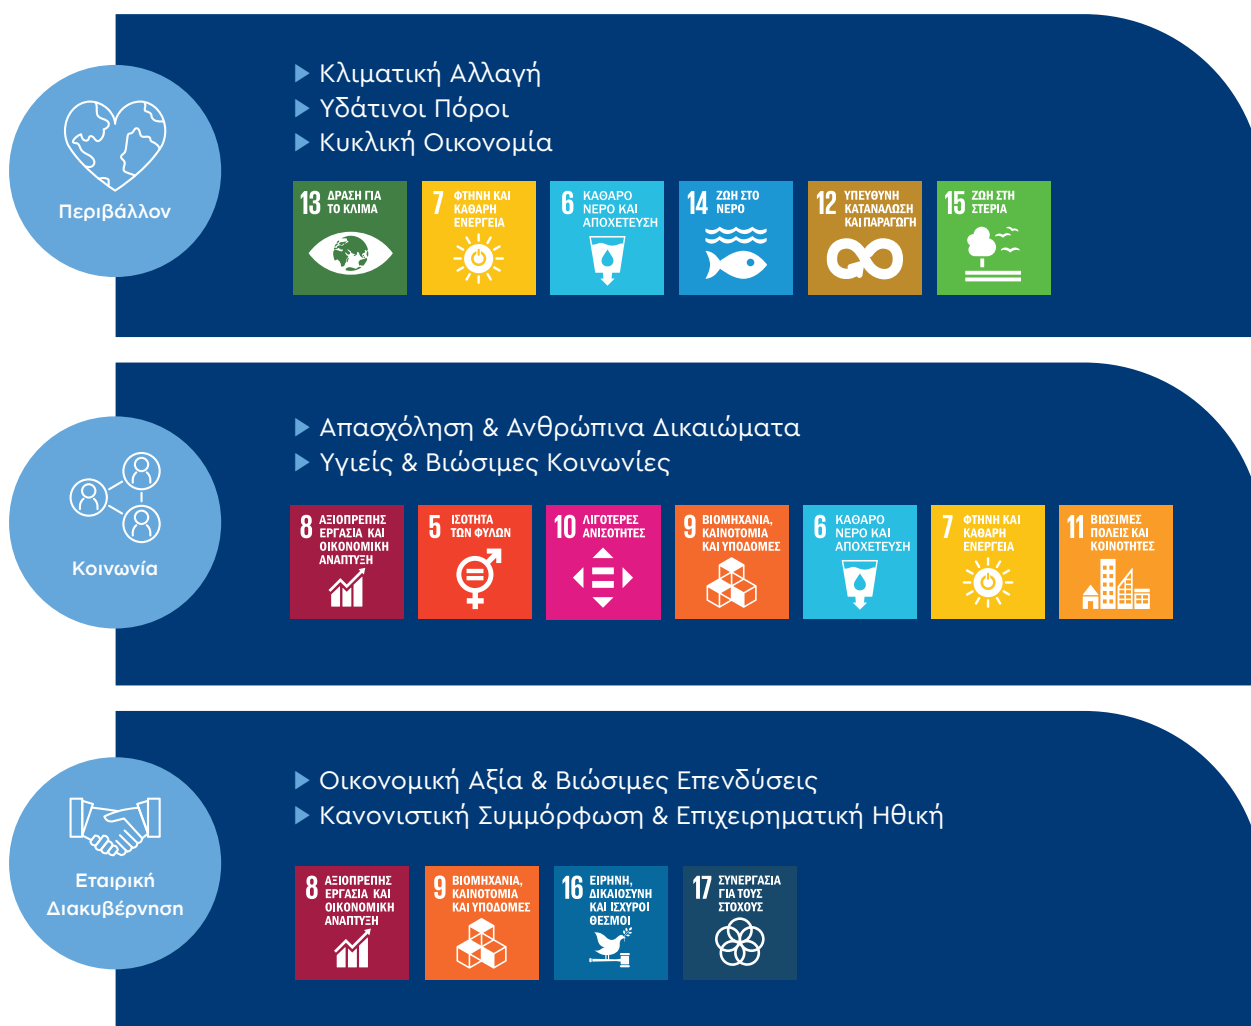 Κλιματική Αλλαγή
Υδάτινοι Πόροι
Κυκλική Οικονομία
Περιβάλλον
13 ΔΡΑΣΗ ΓΙΑ
ΤΟ ΚΛΙΜΑ
7 ΦΤΗΝΗ ΚΑΙ
ΚΑΘΑΡΗ
ΕΝΕΡΓΕΙΑ
6 ΚΑΘΑΡΟ
ΝΕΡΟ ΚΑΙ
ΑΠΟΧΕΤΕΥΣΗ
14 ΖΩΗ ΣΤΟ
ΝΕΡΟ
12 ΥΠΕΥΘΥΝΗ
ΚΑΤΑΝΑΛΩΣΗ
ΚΑΙ ΠΑΡΑΓΩΓΗ
15 ΖΩΗ ΣΤΗ
ΣΤΕΡΙΑ
Απασχόληση & Ανθρώπινα Δικαιώματα
Υγιείς & Βιώσιμες Κοινωνίες
Κοινωνία
8 ΑΞΙΟΠΡΕΠΗΣ
ΕΡΓΑΣΙΑ ΚΑΙ
ΟΙΚΟΝΟΜΙΚΗ
ΑΝΑΠΤΥΞΗ
5 ΙΣΟΤΗΤΑ
ΤΩΝ ΦΥΛΩΝ
10 ΛΙΓΟΤΕΡΕΣ
ΑΝΙΣΟΤΗΤΕΣ
9 ΒΙΟΜΗΧΑΝΙΑ,
ΚΑΙΝΟΤΟΜΙΑ
ΚΑΙ ΥΠΟΔΟΜΕΣ
6 ΚΑΘΑΡΟ
ΝΕΡΟ ΚΑΙ
ΑΠΟΧΕΤΕΥΣΗ
7 ΦΤΗΝΗ ΚΑΙ
ΚΑΘΑΡΗ
ΕΝΕΡΓΕΙΑ
11 ΒΙΩΣΙΜΕΣ
ΠΟΛΕΙΣ ΚΑΙ
ΚΟΙΝΟΤΗΤΕΣ
Οικονομική Αξία & Βιώσιμες Επενδύσεις
Κανονιστική Συμμόρφωση & Επιχειρηματική Ηθική
Εταιρική
Διακυβέρνηση
8 ΑΞΙΟΠΡΕΠΗΣ
ΕΡΓΑΣΙΑ ΚΑΙ
ΟΙΚΟΝΟΜΙΚΗ
ΑΝΑΠΤΥΞΗ
9 ΒΙΟΜΗΧΑΝΙΑ,
ΚΑΙΝΟΤΟΜΙΑ
ΚΑΙ ΥΠΟΔΟΜΕΣ
16 ΕΙΡΗΝΗ,
ΔΙΚΑΙΟΣΥΝΗ
ΚΑΙ ΙΣΧΥΡΟΙ
ΘΕΣΜΟΙ
17 ΣΥΝΕΡΓΑΣΙΑ
ΓΙΑ ΤΟΥΣ
ΣΤΟΧΟΥΣ